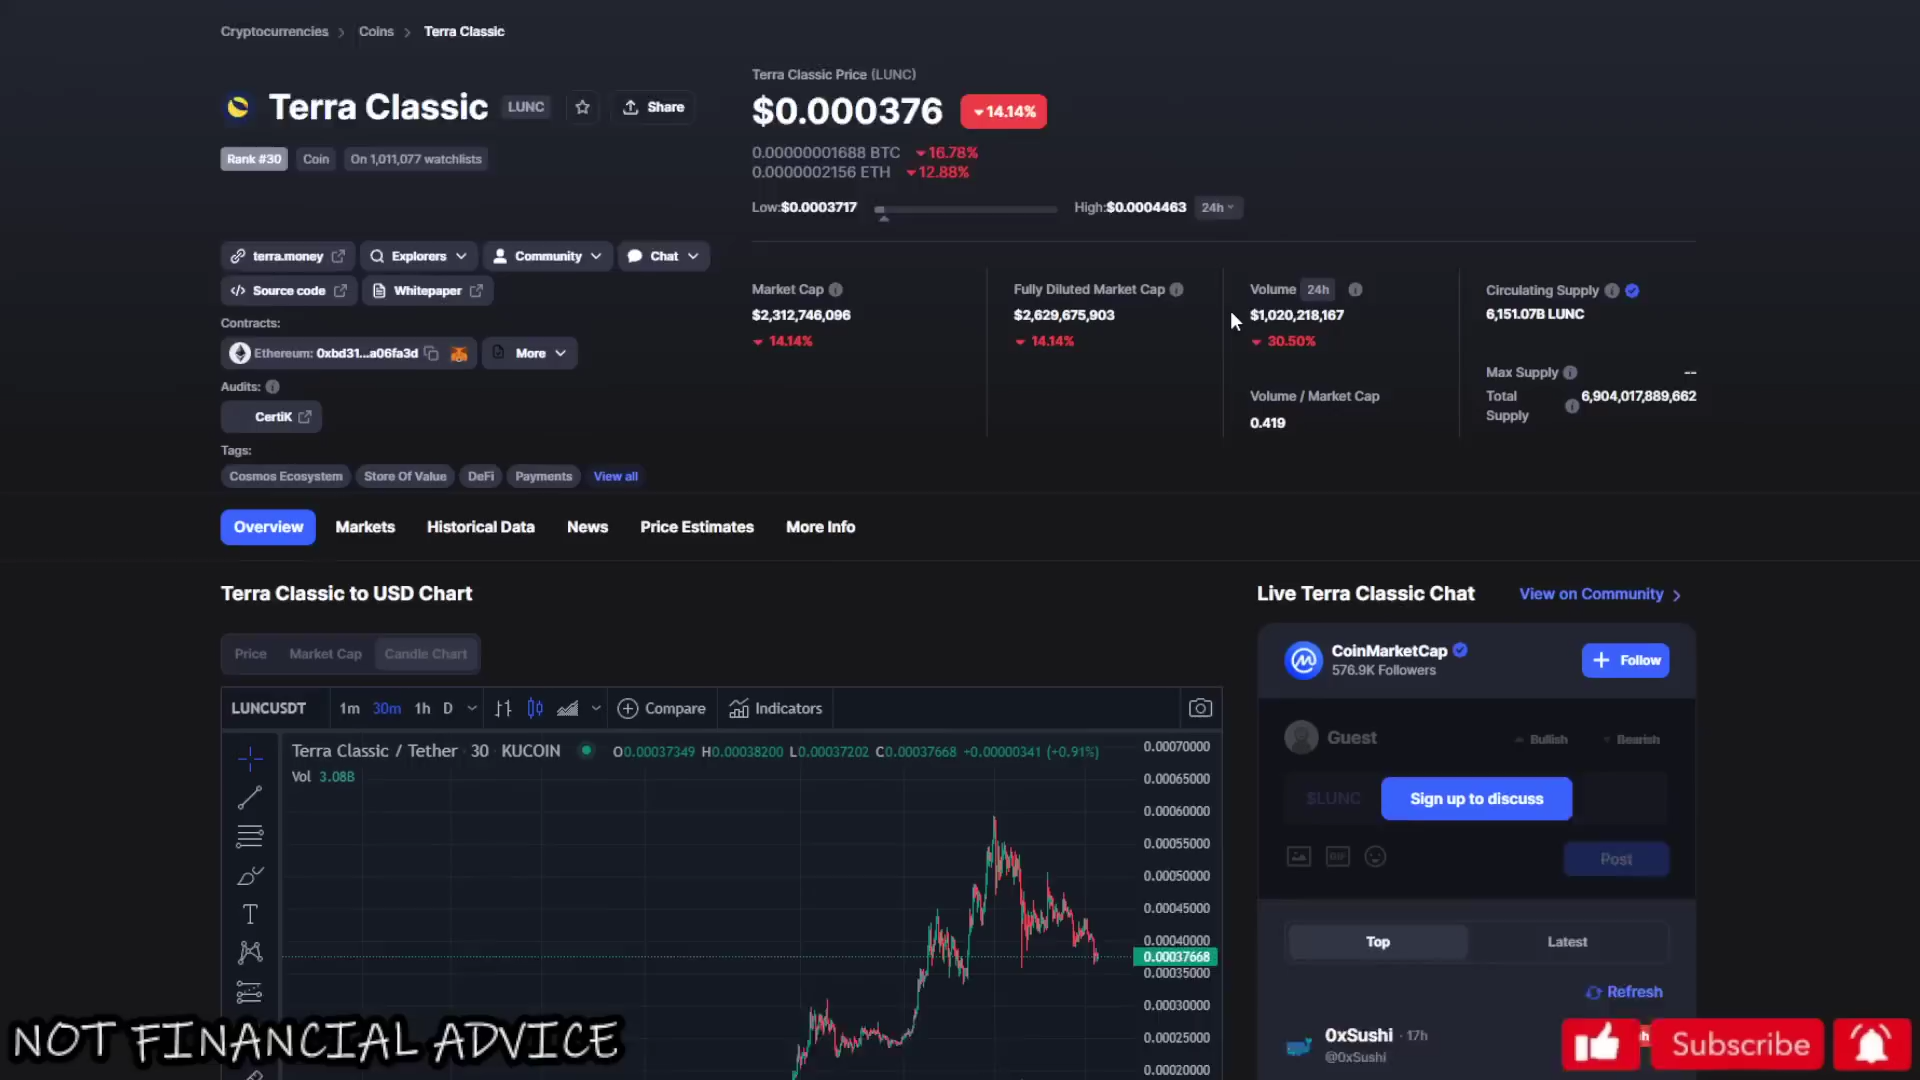 Cryptocurrencies > Coins > Terra Classic
Terra Classic LUNC Share
Rank #30 Coin On 1,011,077 watchlists
Terra Classic Price (LUNC)
$0.000376 14.14%
0.00000001688 BTC 16.78%
0.0000002156 ETH 12.88%
Low:$0.0003717 High:$0.0004463 24h
terra.money Explorers Community Chat
Source code Whitepaper
Contracts:
Ethereum: 0xbd31...a06fa3d More
Audits:
CertiK
Tags:
Cosmos Ecosystem Store Of Value DeFi Payments View all
Market Cap
$2,312,746,096
14.14%
Fully Diluted Market Cap
$2,629,675,903
14.14%
Volume 24h
$1,020,218,167
30.50%
Volume / Market Cap
0.419
Circulating Supply
6,151.07B LUNC
Max Supply --
Total Supply 6,904,017,889,662
Overview Markets Historical Data News Price Estimates More Info
Terra Classic to USD Chart
Price Market Cap Candle Chart
LUNCUSDT 1m 30m 1h D Compare Indicators
Terra Classic / Tether 30 KUCOIN O0.00037349 H0.00038200 L0.00037202 C0.00037668 +0.00000341 (+0.91%)
Vol 3.08B
0.00070000
0.00065000
0.00060000
0.00055000
0.00050000
0.00045000
0.00040000
0.00037668
0.00035000
0.00030000
0.00025000
0.00020000
Live Terra Classic Chat View on Community >
CoinMarketCap
576.9K Followers
+ Follow
Guest Bullish Bearish
$LUNC Sign up to discuss
GIF Post
Top Latest
Refresh
0xSushi · 17h
@0xSushi
NOT FINANCIAL ADVICE
Subscribe